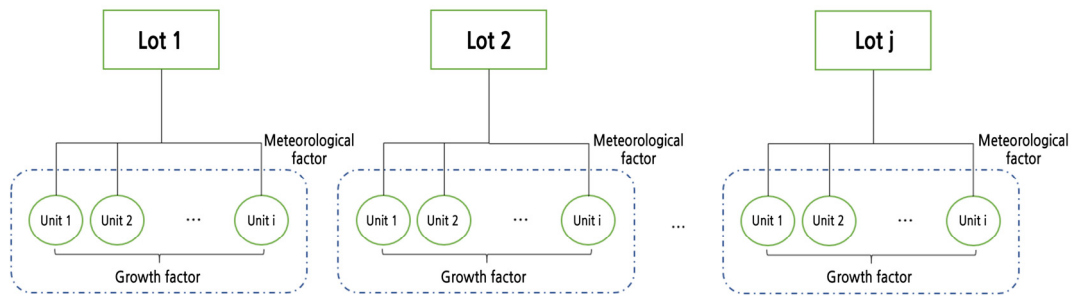 Lot 1
Lot 2
Lot j
Meteorological
factor
Meteorological
factor
Meteorological
factor
Unit 1
Unit 2
...
Unit i
Unit 1
Unit 2
...
Unit i
...
Unit 1
Unit 2
...
Unit i
Growth factor
Growth factor
Growth factor